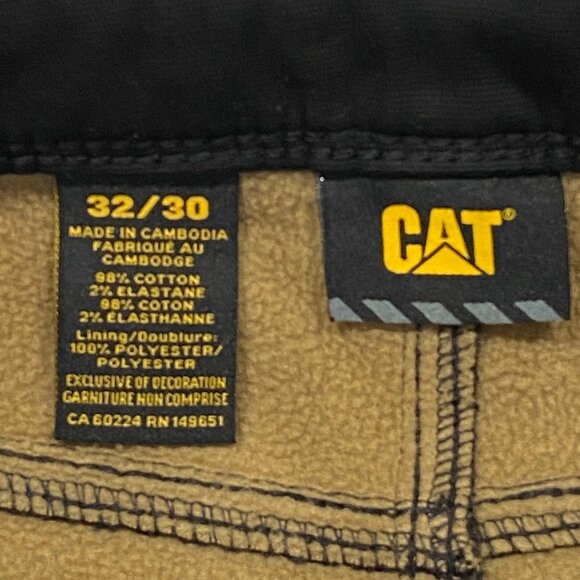 32/30
MADE IN CAMBODIA
FABRIQUÉ AU
CAMBODGE
98% COTTON
2% ELASTANE
98% COTON
2% ÉLASTHANNE
Lining/Doublure:
100% POLYESTER/
POLYESTER
EXCLUSIVE OF DECORATION
GARNITURE NON COMPRISE
CA 60224 RN 149651
CAT®